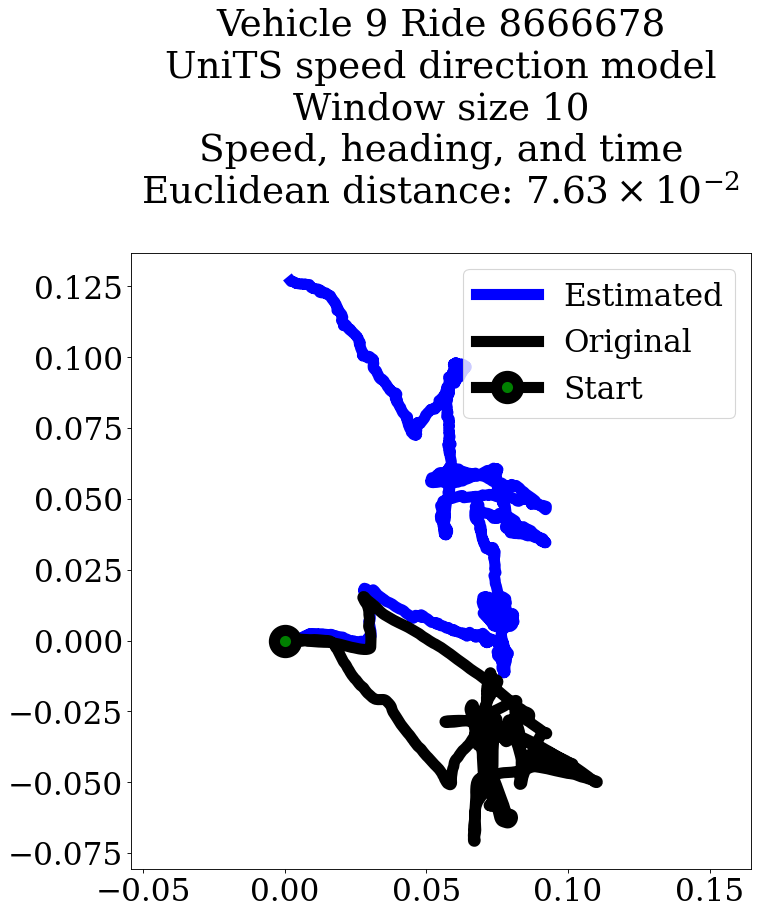 Vehicle 9 Ride 8666678
UniTS speed direction model
Window size 10
Speed, heading, and time
Euclidean distance: 7.63 × 10⁻²
Estimated
Original
Start
0.125
0.100
0.075
0.050
0.025
0.000
−0.025
−0.050
−0.075
−0.05 0.00 0.05 0.10 0.15